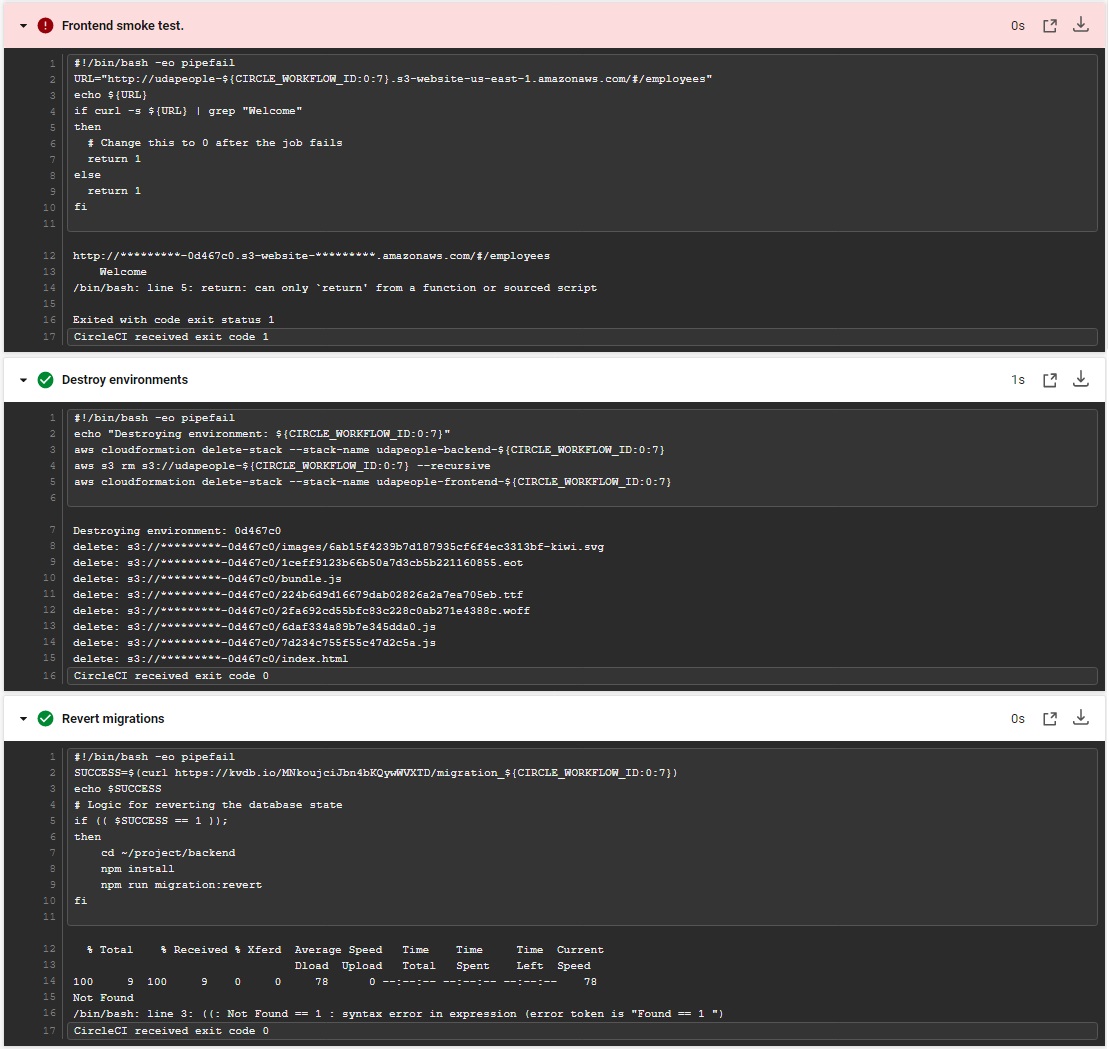 Frontend smoke test. 0s
1 #!/bin/bash -eo pipefail
2 URL="http://udapeople-${CIRCLE_WORKFLOW_ID:0:7}.s3-website-us-east-1.amazonaws.com/#/employees"
3 echo ${URL}
4 if curl -s ${URL} | grep "Welcome"
5 then
6 # Change this to 0 after the job fails
7 return 1
8 else
9 return 1
10 fi
11
12 http://*********-0d467c0.s3-website-*********.amazonaws.com/#/employees
13 Welcome
14 /bin/bash: line 5: return: can only `return' from a function or sourced script
15
16 Exited with code exit status 1
17 CircleCI received exit code 1
Destroy environments 1s
1 #!/bin/bash -eo pipefail
2 echo "Destroying environment: ${CIRCLE_WORKFLOW_ID:0:7}"
3 aws cloudformation delete-stack --stack-name udapeople-backend-${CIRCLE_WORKFLOW_ID:0:7}
4 aws s3 rm s3://udapeople-${CIRCLE_WORKFLOW_ID:0:7} --recursive
5 aws cloudformation delete-stack --stack-name udapeople-frontend-${CIRCLE_WORKFLOW_ID:0:7}
6
7 Destroying environment: 0d467c0
8 delete: s3://*********-0d467c0/images/6ab15f4239b7d187935cf6f4ec3313bf-kiwi.svg
9 delete: s3://*********-0d467c0/1ceff9123b66b50a7d3cb5b221160855.eot
10 delete: s3://*********-0d467c0/bundle.js
11 delete: s3://*********-0d467c0/224b6d9d16679dab02826a2a7ea705eb.ttf
12 delete: s3://*********-0d467c0/2fa692cd55bfc83c228c0ab271e4388c.woff
13 delete: s3://*********-0d467c0/6daf334a89b7e345dda0.js
14 delete: s3://*********-0d467c0/7d234c755f55c47d2c5a.js
15 delete: s3://*********-0d467c0/index.html
16 CircleCI received exit code 0
Revert migrations 0s
1 #!/bin/bash -eo pipefail
2 SUCCESS=$(curl https://kvdb.io/MNkoujciJbn4bKQywWVXTD/migration_${CIRCLE_WORKFLOW_ID:0:7})
3 echo $SUCCESS
4 # Logic for reverting the database state
5 if (( $SUCCESS == 1 ));
6 then
7 cd ~/project/backend
8 npm install
9 npm run migration:revert
10 fi
11
12 % Total % Received % Xferd Average Speed Time Time Time Current
13 Dload Upload Total Spent Left Speed
14 100 9 100 9 0 0 78 0 --:--:-- --:--:-- --:--:-- 78
15 Not Found
16 /bin/bash: line 3: ((: Not Found == 1 : syntax error in expression (error token is "Found == 1 ")
17 CircleCI received exit code 0